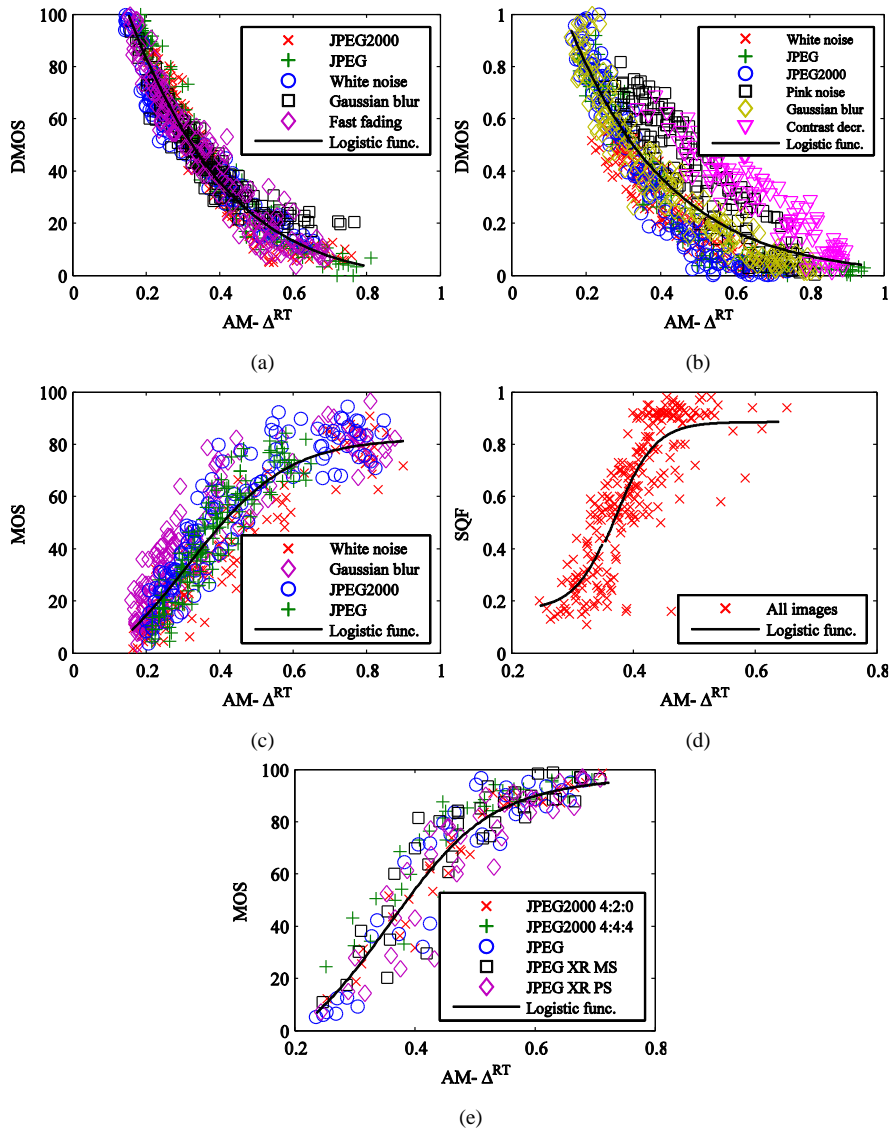 100
80
60
40
20
0
DMOS
0 0.2 0.4 0.6 0.8 1
AM- Δ^RT
JPEG2000
JPEG
White noise
Gaussian blur
Fast fading
Logistic func.
(a)
1
0.8
0.6
0.4
0.2
0
DMOS
0 0.2 0.4 0.6 0.8 1
AM- Δ^RT
White noise
JPEG
JPEG2000
Pink noise
Gaussian blur
Contrast decr.
Logistic func.
(b)
100
80
60
40
20
0
MOS
0 0.2 0.4 0.6 0.8 1
AM- Δ^RT
White noise
Gaussian blur
JPEG2000
JPEG
Logistic func.
(c)
1
0.8
0.6
0.4
0.2
0
SQF
0.2 0.4 0.6 0.8
AM- Δ^RT
All images
Logistic func.
(d)
100
80
60
40
20
0
MOS
0.2 0.4 0.6 0.8
AM- Δ^RT
JPEG2000 4:2:0
JPEG2000 4:4:4
JPEG
JPEG XR MS
JPEG XR PS
Logistic func.
(e)